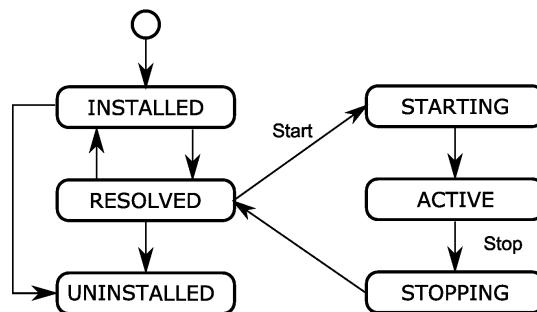 INSTALLED
STARTING
Start
RESOLVED
ACTIVE
Stop
UNINSTALLED
STOPPING